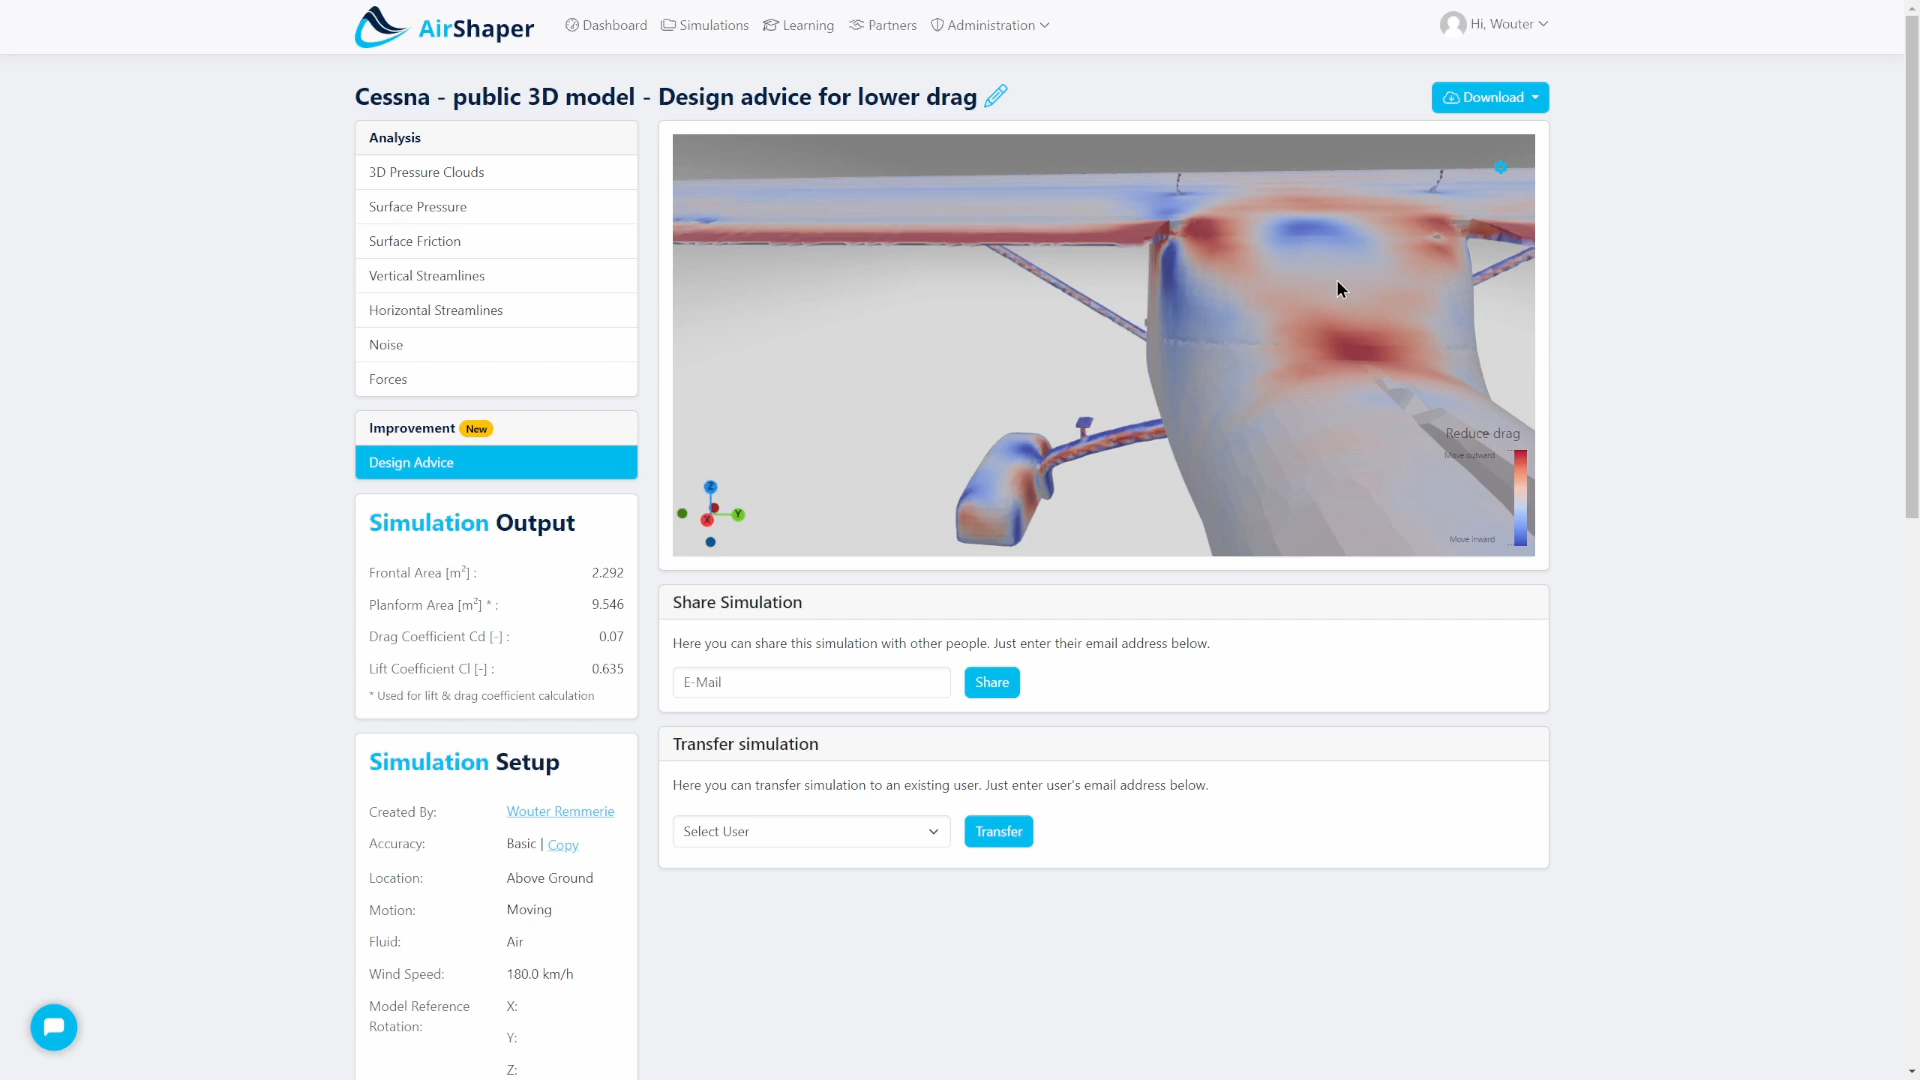 AirShaper
Dashboard
Simulations
Learning
Partners
Administration
Hi, Wouter
Cessna - public 3D model - Design advice for lower drag
Download
Analysis
3D Pressure Clouds
Surface Pressure
Surface Friction
Vertical Streamlines
Horizontal Streamlines
Noise
Forces
Improvement New
Design Advice
Reduce drag
Move outward
Move inward
Z
X
Y
Simulation Output
Frontal Area [m²] : 2.292
Planform Area [m²] * : 9.546
Drag Coefficient Cd [-] : 0.07
Lift Coefficient Cl [-] : 0.635
* Used for lift & drag coefficient calculation
Share Simulation
Here you can share this simulation with other people. Just enter their email address below.
E-Mail
Share
Transfer simulation
Here you can transfer simulation to an existing user. Just enter user's email address below.
Select User
Transfer
Simulation Setup
Created By: Wouter Remmerie
Accuracy: Basic | Copy
Location: Above Ground
Motion: Moving
Fluid: Air
Wind Speed: 180.0 km/h
Model Reference X:
Rotation:
Y:
Z: